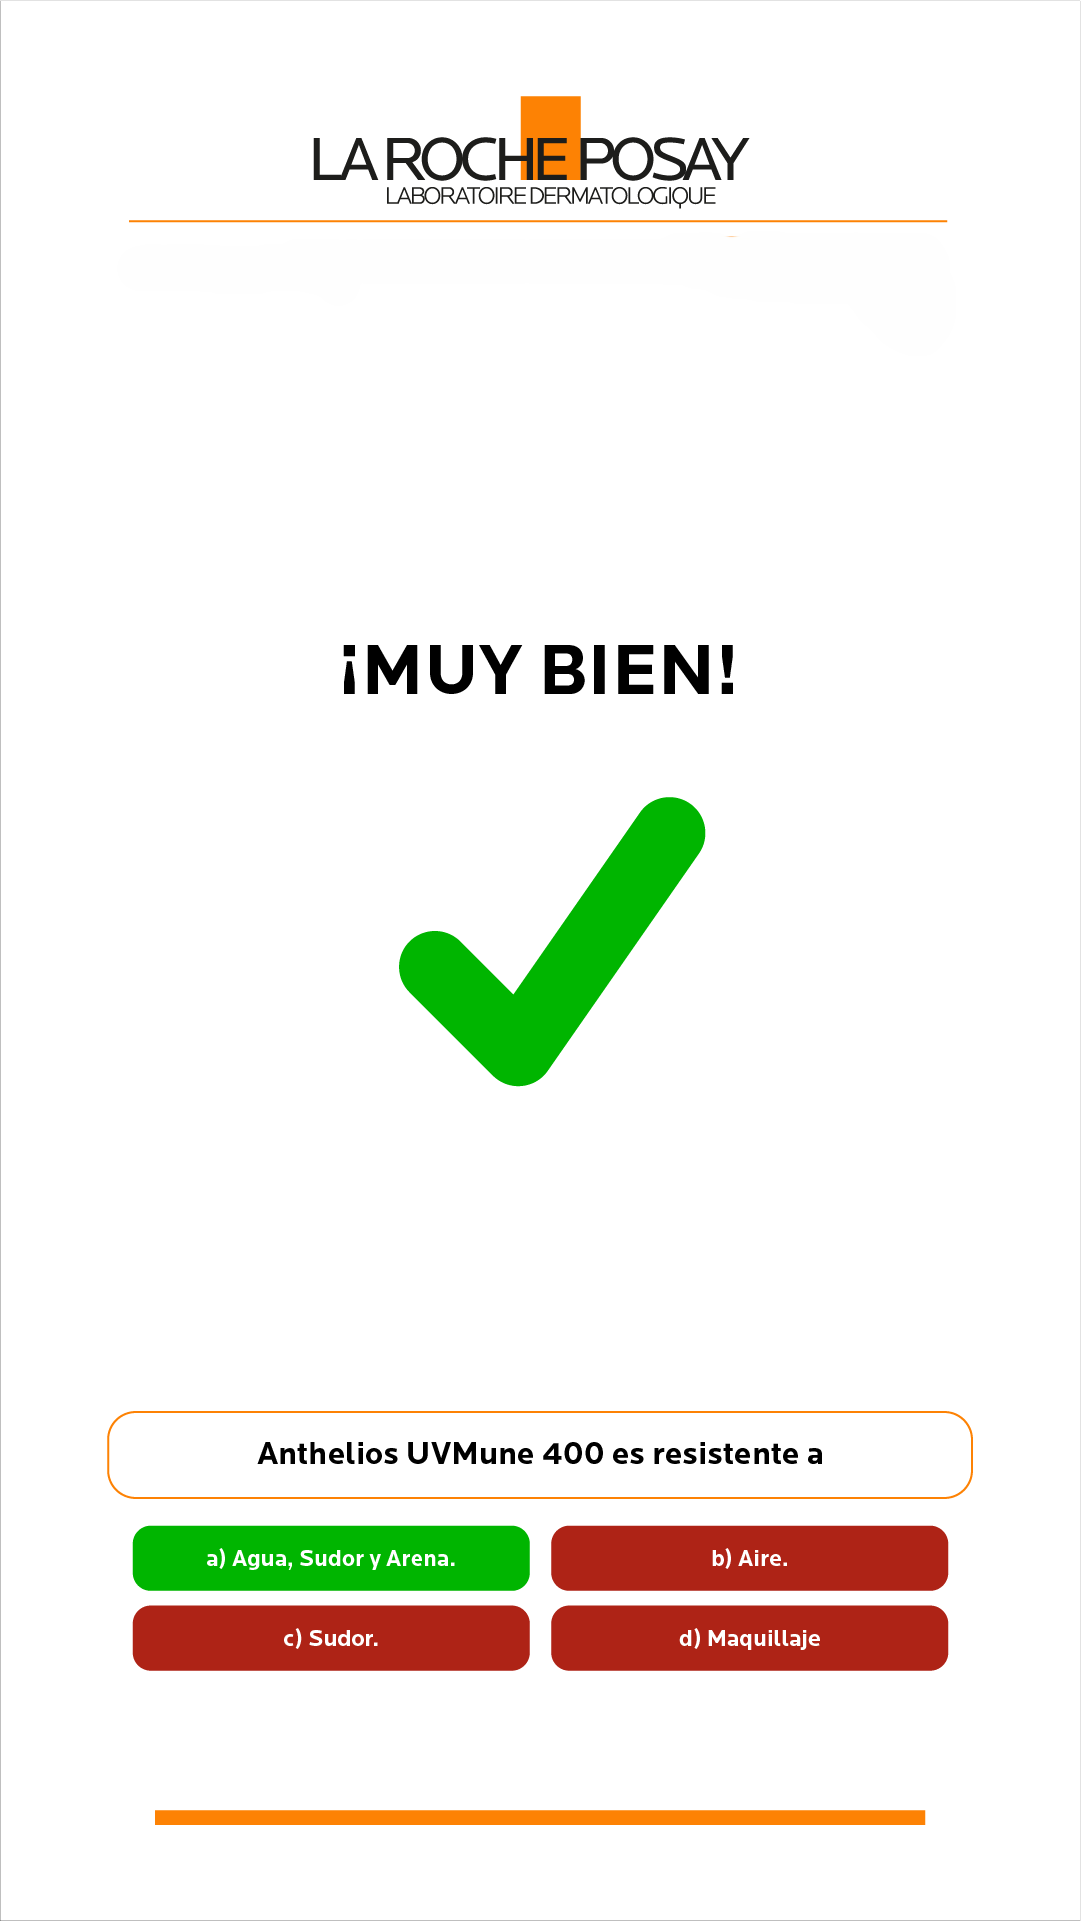 LA ROCHE POSAY
LABORATOIRE DERMATOLOGIQUE
¡MUY BIEN!
Anthelios UVMune 400 es resistente a
a) Agua, Sudor y Arena.
b) Aire.
c) Sudor.
d) Maquillaje